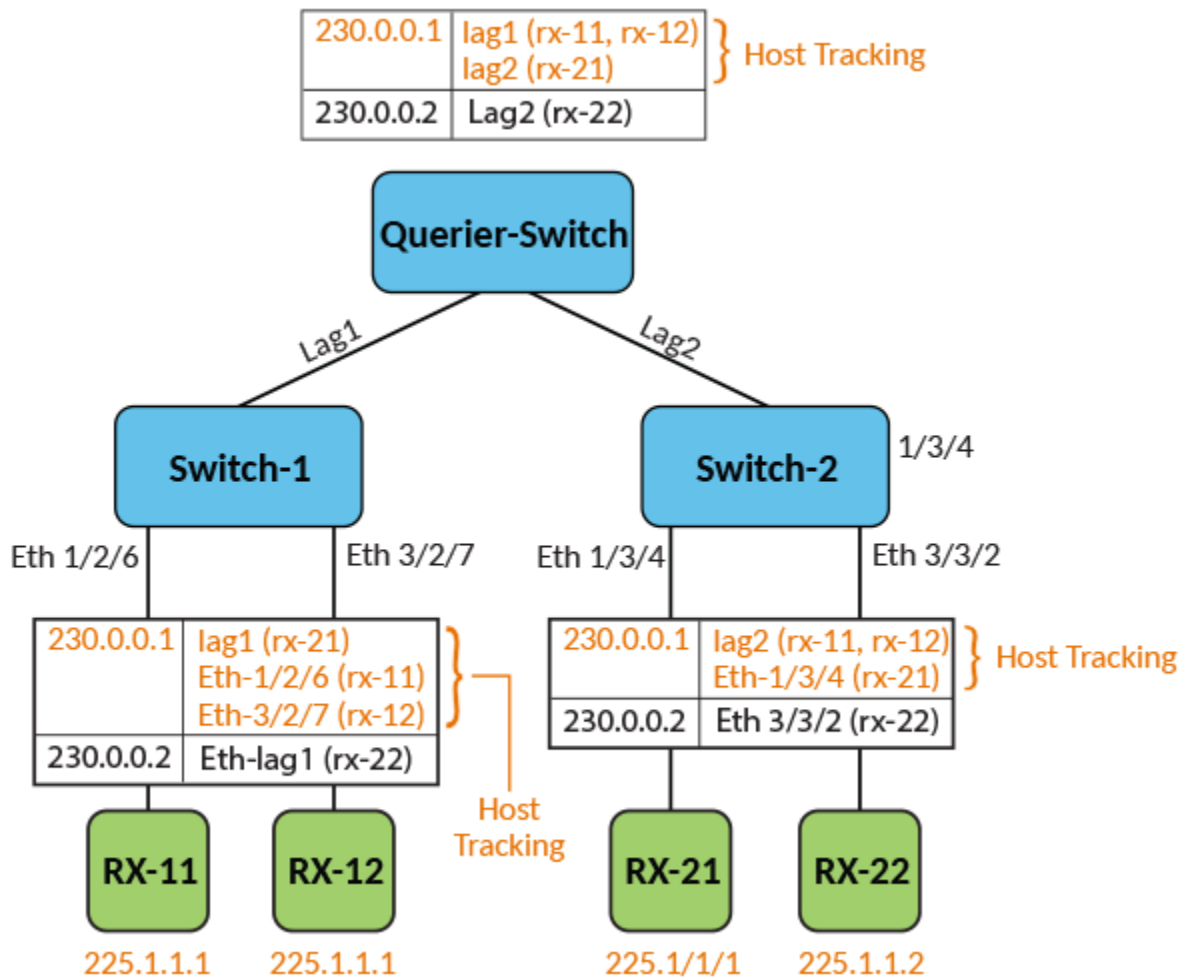 230.0.0.1 lag1 (rx-11, rx-12)
lag2 (rx-21)
Host Tracking
230.0.0.2 Lag2 (rx-22)
Querier-Switch
Lag1
Lag2
Switch-1
Switch-2
1/3/4
Eth 1/2/6
Eth 3/2/7
Eth 1/3/4
Eth 3/3/2
230.0.0.1 lag1 (rx-21)
Eth-1/2/6 (rx-11)
Eth-3/2/7 (rx-12)
230.0.0.2 Eth-lag1 (rx-22)
Host
Tracking
230.0.0.1 lag2 (rx-11, rx-12)
Eth-1/3/4 (rx-21)
Host Tracking
230.0.0.2 Eth 3/3/2 (rx-22)
RX-11
RX-12
RX-21
RX-22
225.1.1.1
225.1.1.1
225.1/1/1
225.1.1.2